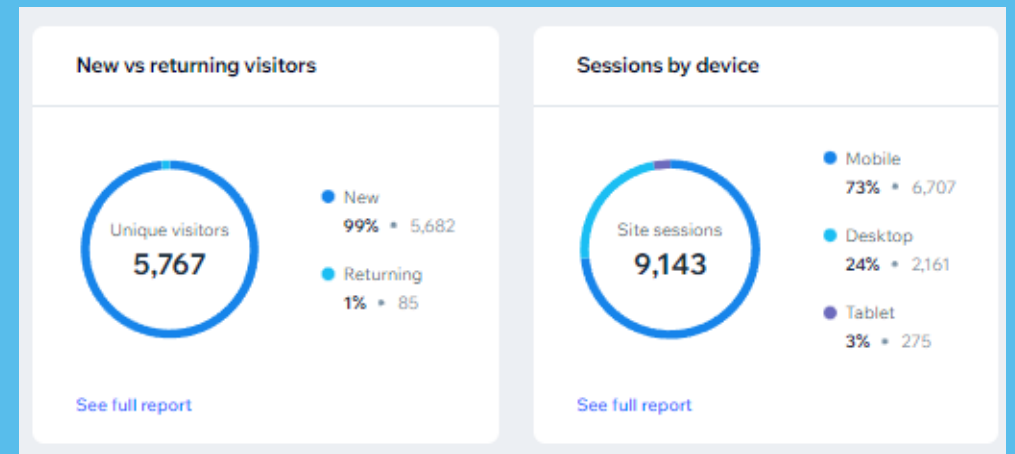 New vs returning visitors
Unique visitors
5,767
New
99% • 5,682
Returning
1% • 85
See full report
Sessions by device
Site sessions
9,143
Mobile
73% • 6,707
Desktop
24% • 2,161
Tablet
3% • 275
See full report